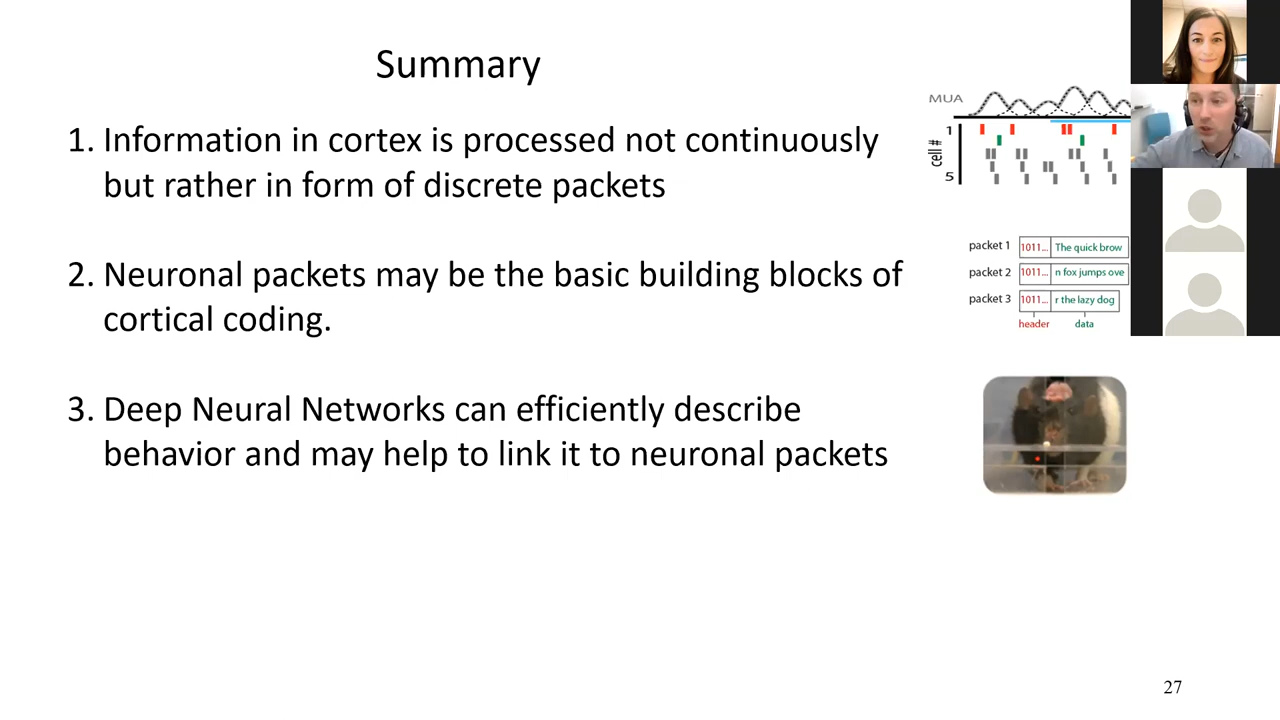 Summary
1. Information in cortex is processed not continuously
but rather in form of discrete packets
2. Neuronal packets may be the basic building blocks of
cortical coding.
3. Deep Neural Networks can efficiently describe
behavior and may help to link it to neuronal packets
MUA
1
cell #
5
packet 1 1011... The quick brow
packet 2 1011... n fox jumps ove
packet 3 1011... r the lazy dog
header data
27